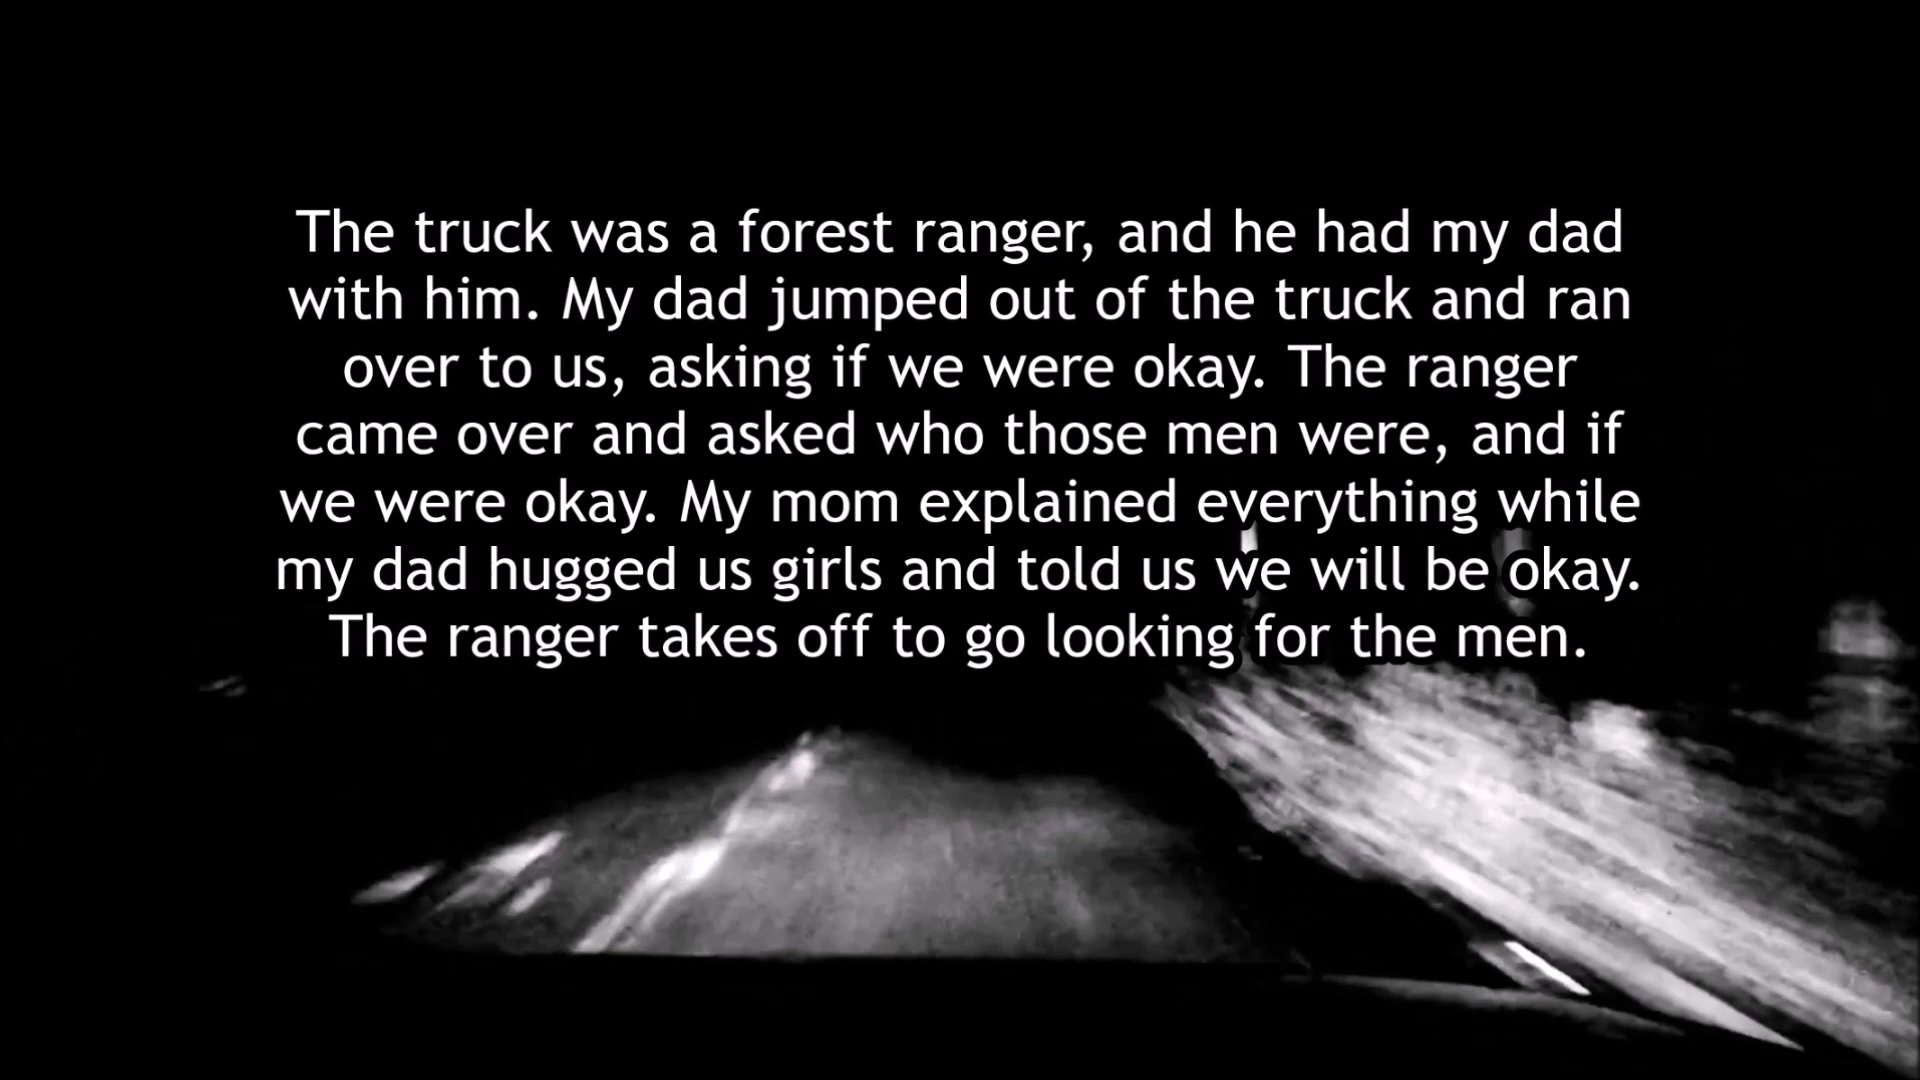 The truck was a forest ranger, and he had my dad
with him. My dad jumped out of the truck and ran
over to us, asking if we were okay. The ranger
came over and asked who those men were, and if
we were okay. My mom explained everything while
my dad hugged us girls and told us we will be okay.
The ranger takes off to go looking for the men.